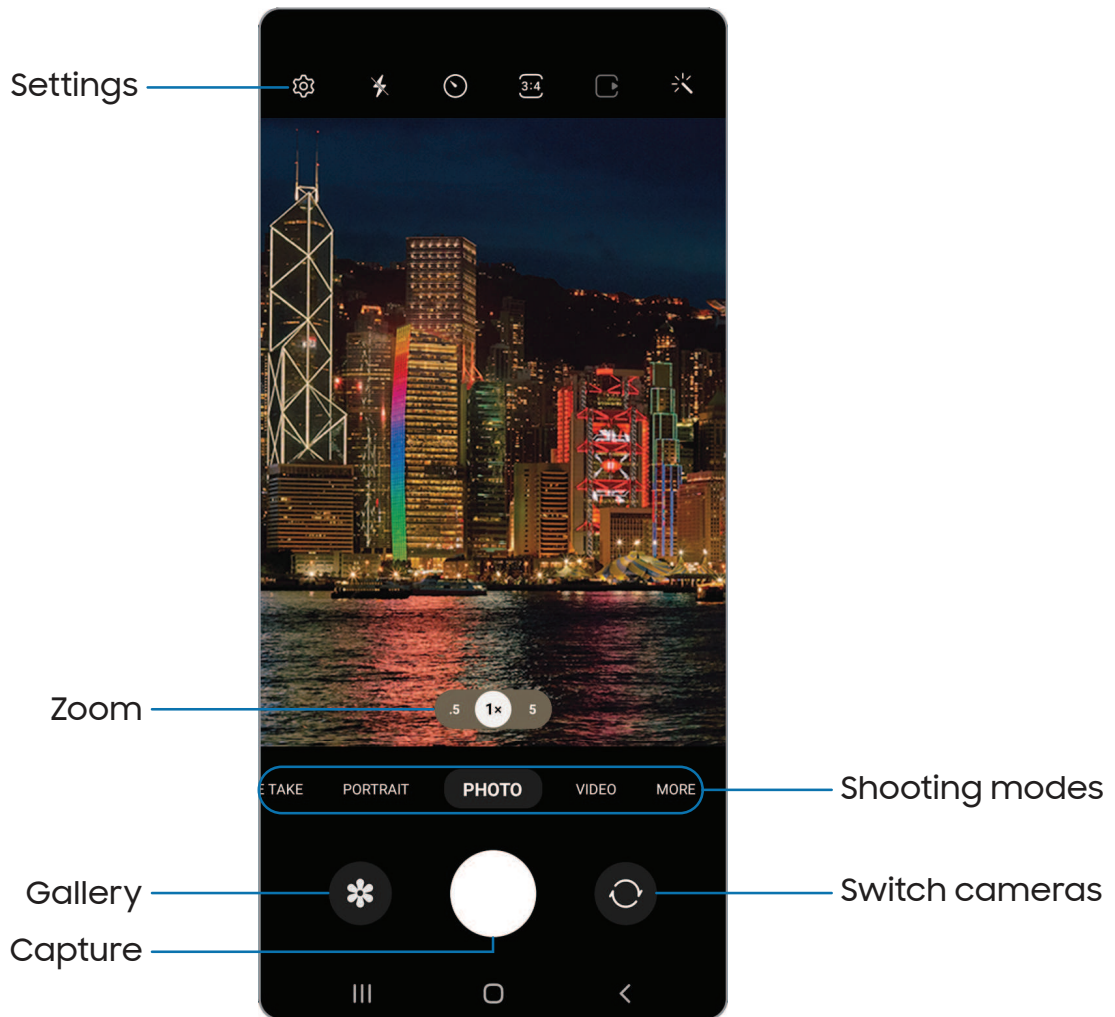 Settings
3:4
Zoom
.5 1× 5
E TAKE PORTRAIT PHOTO VIDEO MORE
Shooting modes
Gallery
Switch cameras
Capture